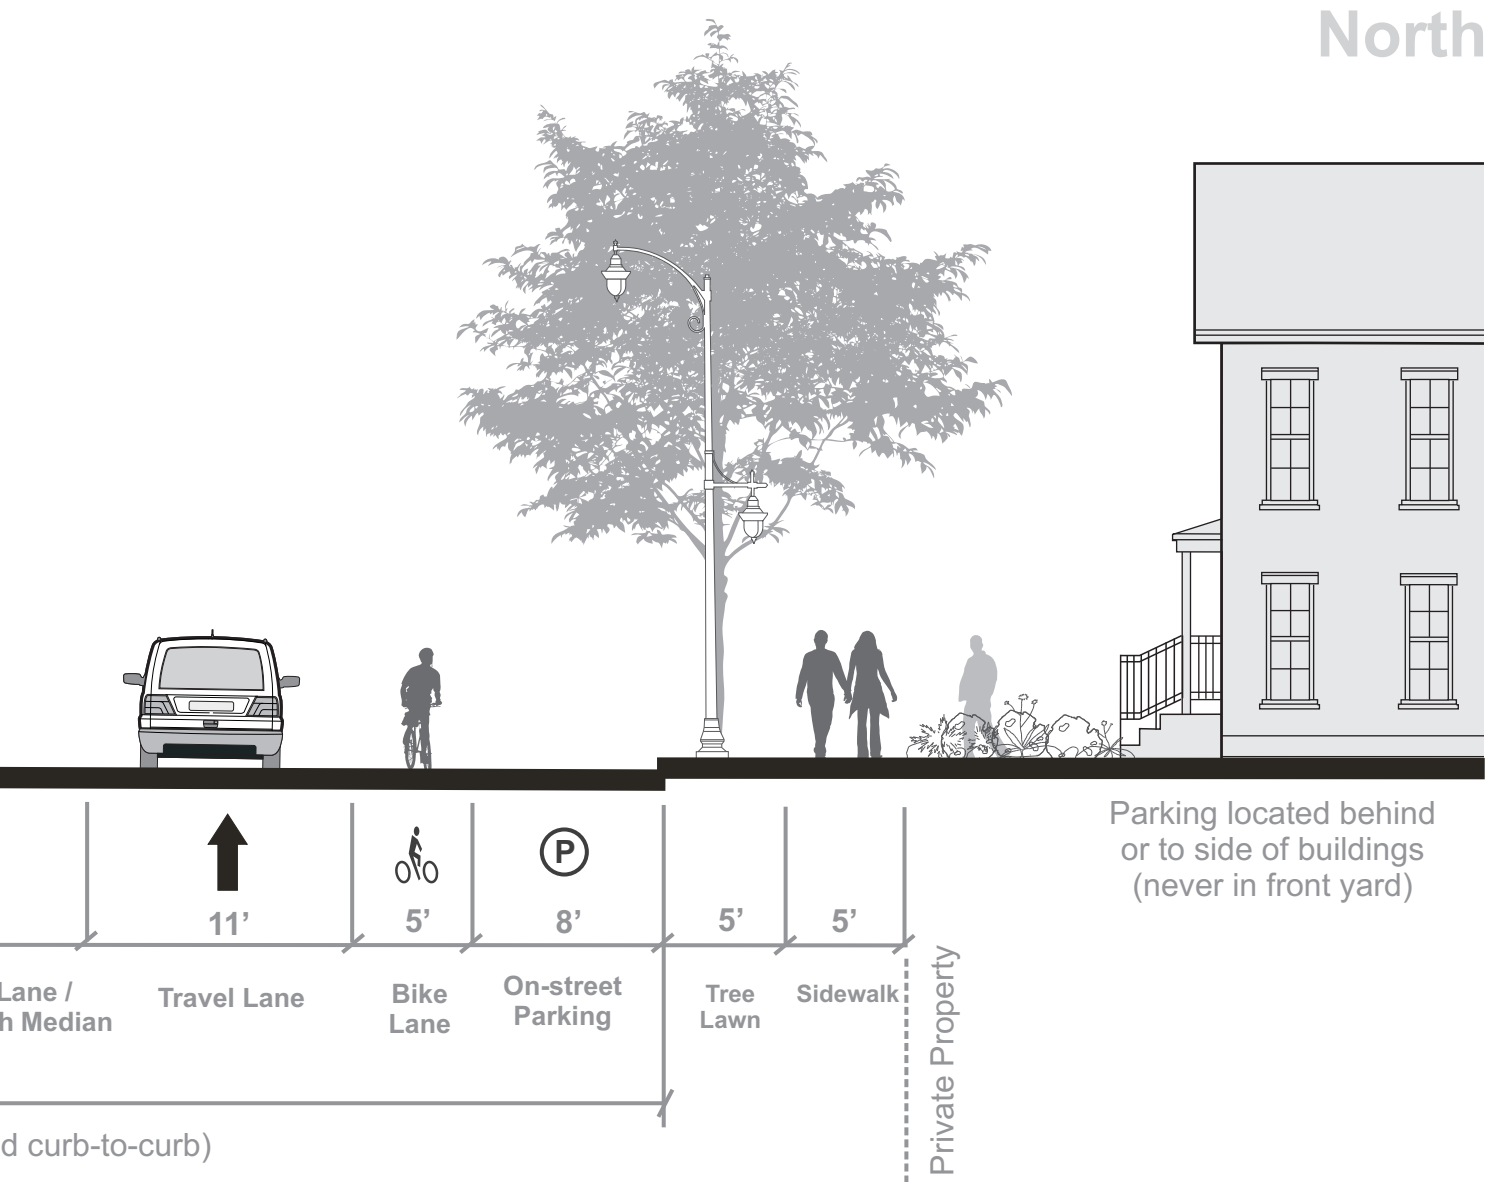 North
P
11’
5’
8’
5’
5’
Lane /
h Median
Travel Lane
Bike
Lane
On-street
Parking
Tree
Lawn
Sidewalk
Private Property
Parking located behind
or to side of buildings
(never in front yard)
d curb-to-curb)